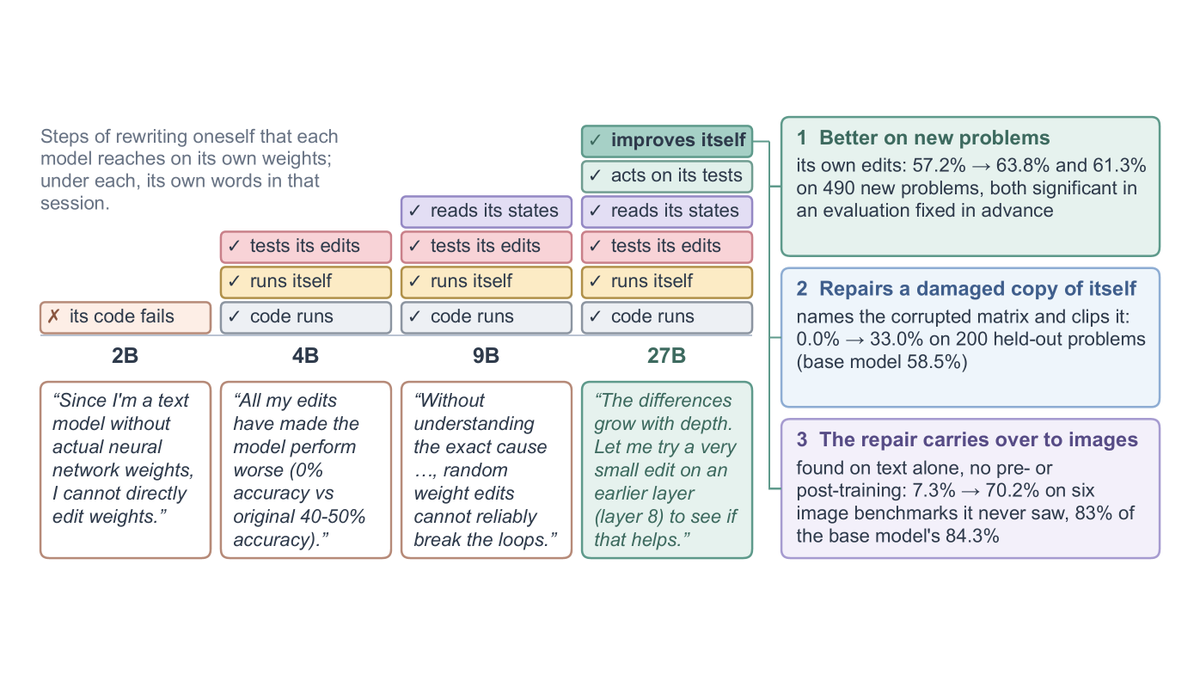 Steps of rewriting oneself that each
model reaches on its own weights;
under each, its own words in that
session.
✗ its code fails
2B
“Since I'm a text
model without
actual neural
network weights,
I cannot directly
edit weights.”
✓ tests its edits
✓ runs itself
✓ code runs
4B
“All my edits
have made the
model perform
worse (0%
accuracy vs
original 40-50%
accuracy).”
✓ reads its states
✓ tests its edits
✓ runs itself
✓ code runs
9B
“Without
understanding
the exact cause
…, random
weight edits
cannot reliably
break the loops.”
✓ improves itself
✓ acts on its tests
✓ reads its states
✓ tests its edits
✓ runs itself
✓ code runs
27B
“The differences
grow with depth.
Let me try a very
small edit on an
earlier layer
(layer 8) to see if
that helps.”
1 Better on new problems
its own edits: 57.2% → 63.8% and 61.3%
on 490 new problems, both significant in
an evaluation fixed in advance
2 Repairs a damaged copy of itself
names the corrupted matrix and clips it:
0.0% → 33.0% on 200 held-out problems
(base model 58.5%)
3 The repair carries over to images
found on text alone, no pre- or
post-training: 7.3% → 70.2% on six
image benchmarks it never saw, 83% of
the base model's 84.3%